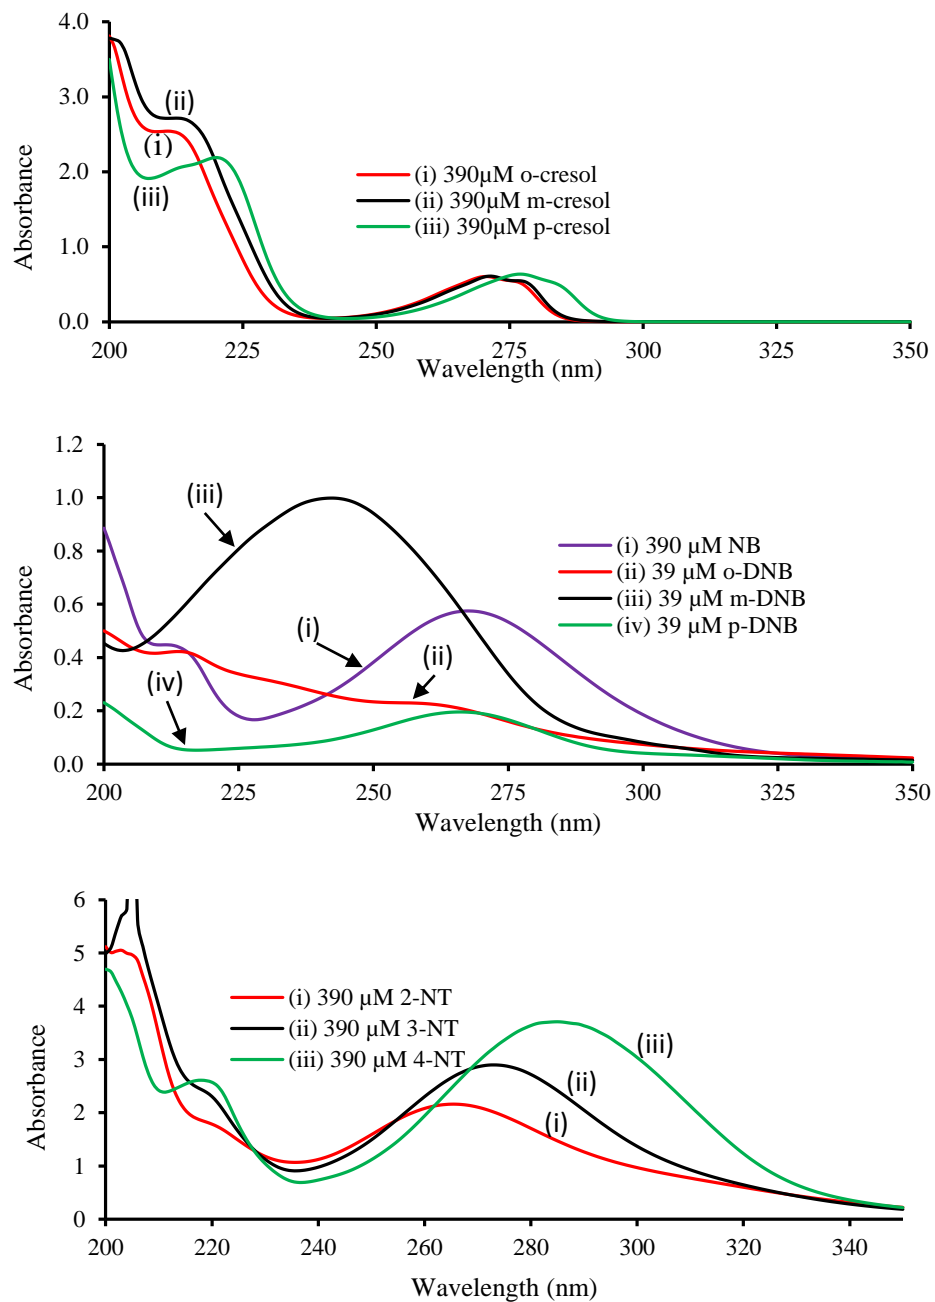 4.0
3.0
2.0
1.0
0.0
Absorbance
(ii)
(i)
(iii)
(i) 390µM o-cresol
(ii) 390µM m-cresol
(iii) 390µM p-cresol
200 225 250 275 300 325 350
Wavelength (nm)
1.2
1.0
0.8
0.6
0.4
0.2
0.0
Absorbance
(iii)
(i)
(ii)
(iv)
(i) 390 µM NB
(ii) 39 µM o-DNB
(iii) 39 µM m-DNB
(iv) 39 µM p-DNB
200 225 250 275 300 325 350
Wavelength (nm)
6
5
4
3
2
1
0
Absorbance
(i) 390 µM 2-NT
(ii) 390 µM 3-NT
(iii) 390 µM 4-NT
(iii)
(ii)
(i)
200 220 240 260 280 300 320 340
Wavelength (nm)